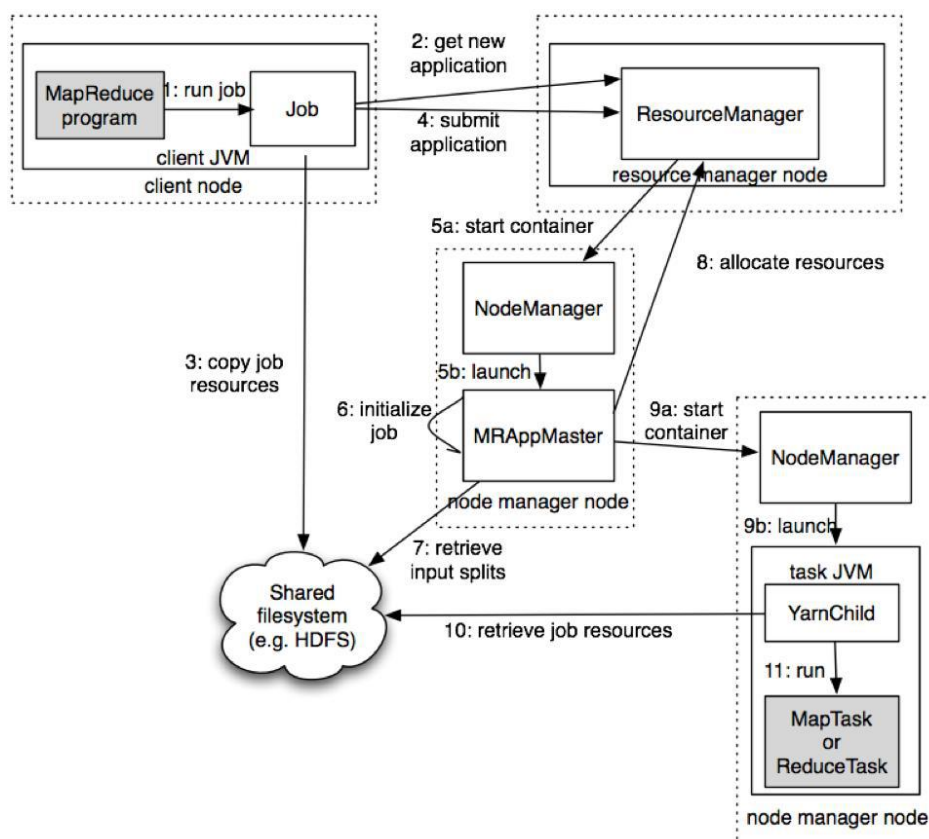 MapReduce
program
1: run job
Job
client JVM
client node
2: get new
application
4: submit
application
ResourceManager
resource manager node
5a: start container
8: allocate resources
NodeManager
3: copy job
resources
5b: launch
6: initialize
job
MRAppMaster
9a: start
container
NodeManager
node manager node
7: retrieve
input splits
9b: launch
Shared
filesystem
(e.g. HDFS)
task JVM
YarnChild
10: retrieve job resources
11: run
MapTask
or
ReduceTask
node manager node